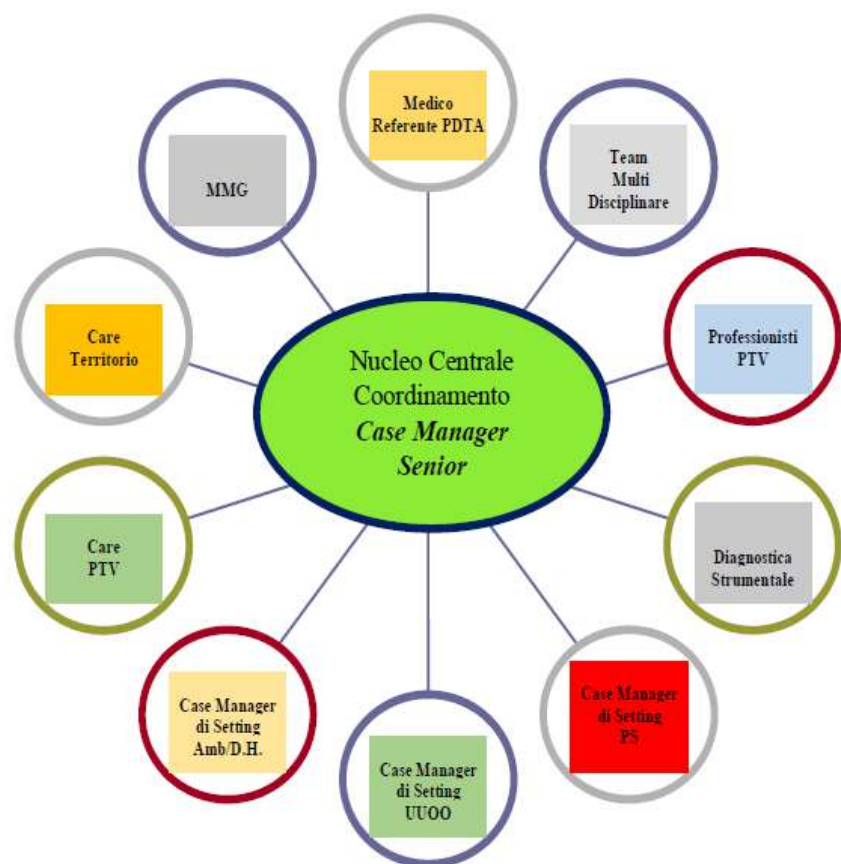 Medico
Referente PDTA
MMG
Team
Multi
Disciplinare
Care
Territorio
Professionisti
PTV
Nucleo Centrale
Coordinamento
Case Manager
Senior
Care
PTV
Diagnostica
Strumentale
Case Manager
di Setting
Amb/D.H.
Case Manager
di Setting
PS
Case Manager
di Setting
UUOO